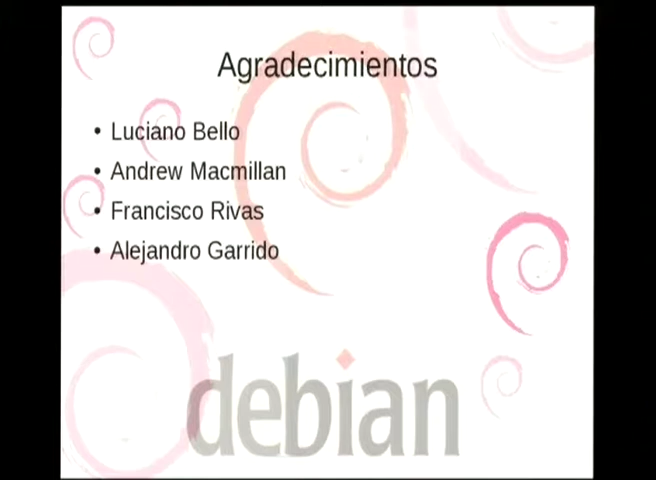 Agradecimientos
• Luciano Bello
• Andrew Macmillan
• Francisco Rivas
• Alejandro Garrido
debian